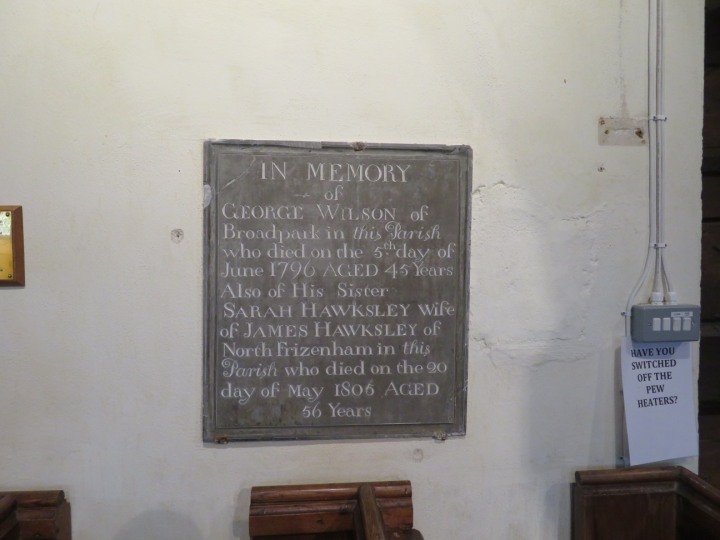 IN MEMORY
of
GEORGE WILSON of
Broadpark in this Parish
who died on the 5th day of
June 1796 AGED 45 Years
Also of His Sister
SARAH HAWKSLEY Wife
of JAMES HAWKSLEY of
North Frizenham in this
Parish who died on the 20
day of May 1806 AGED
56 Years
HAVE YOU
SWITCHED
OFF THE
PEW
HEATERS?